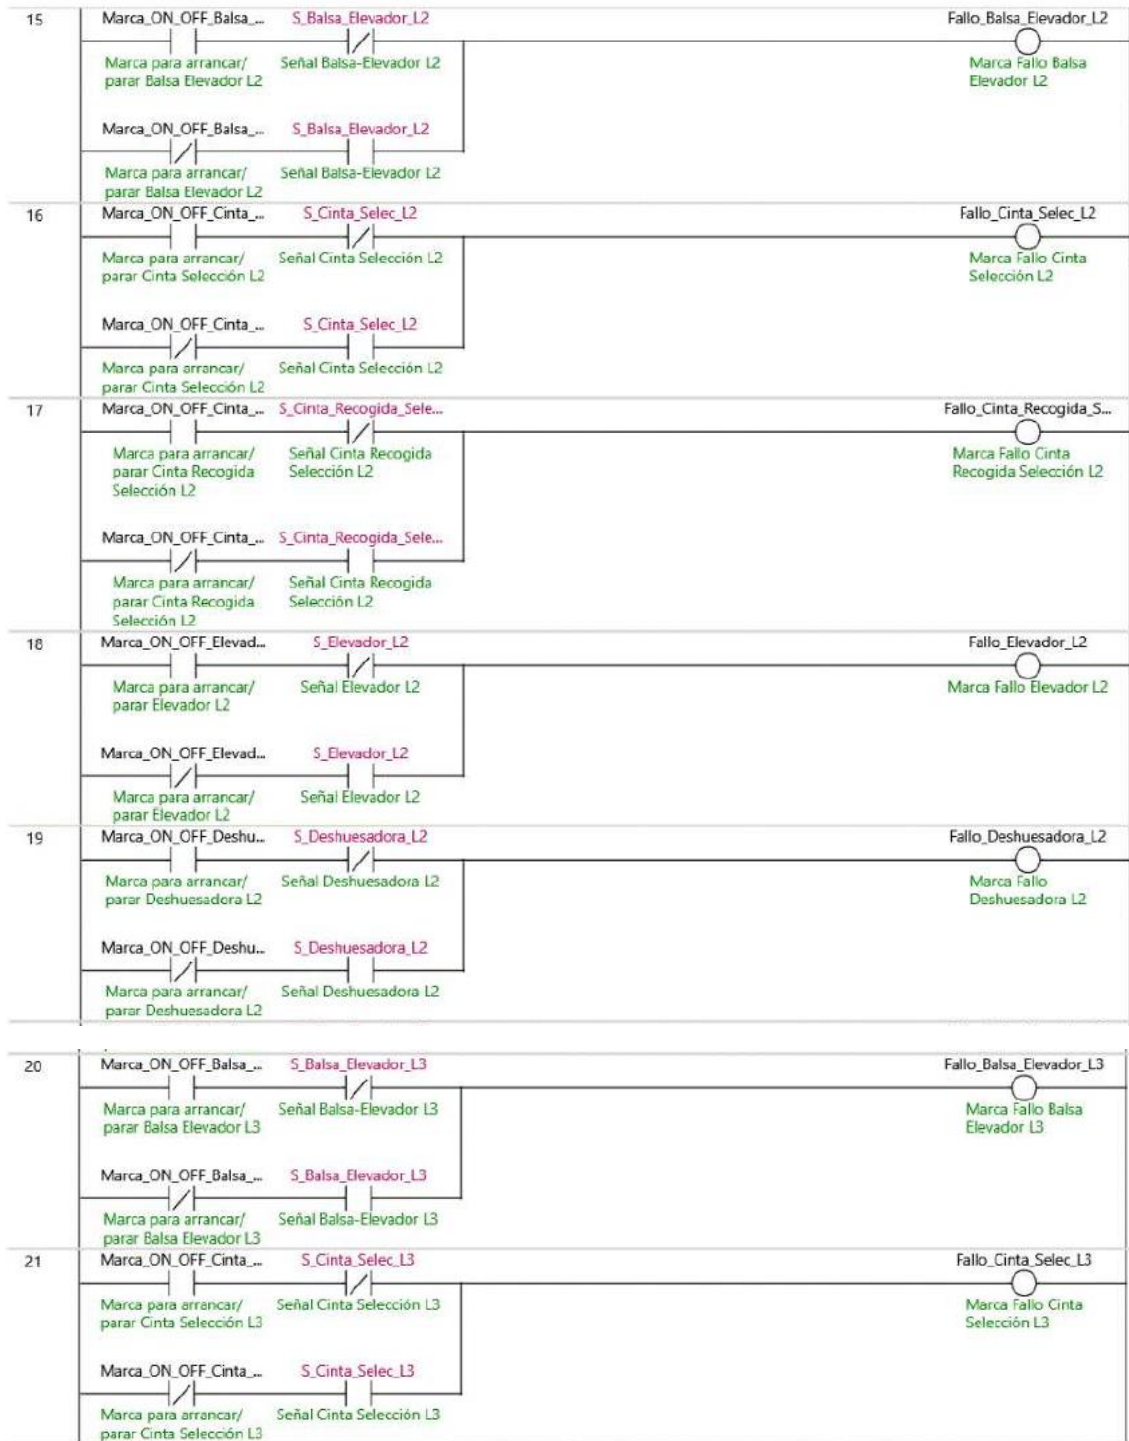 15
Marca_ON_OFF_Balsa_... S_Balsa_Elevador_L2 Fallo_Balsa_Elevador_L2
Marca para arrancar/ Señal Balsa-Elevador L2 Marca Fallo Balsa
parar Balsa Elevador L2 Elevador L2
Marca_ON_OFF_Balsa_... S_Balsa_Elevador_L2
Marca para arrancar/ Señal Balsa-Elevador L2
parar Balsa Elevador L2
16
Marca_ON_OFF_Cinta_... S_Cinta_Selec_L2 Fallo_Cinta_Selec_L2
Marca para arrancar/ Señal Cinta Selección L2 Marca Fallo Cinta
parar Cinta Selección L2 Selección L2
Marca_ON_OFF_Cinta_... S_Cinta_Selec_L2
Marca para arrancar/ Señal Cinta Selección L2
parar Cinta Selección L2
17
Marca_ON_OFF_Cinta_... S_Cinta_Recogida_Sele... Fallo_Cinta_Recogida_S...
Marca para arrancar/ Señal Cinta Recogida Marca Fallo Cinta
parar Cinta Recogida Selección L2 Recogida Selección L2
Selección L2
Marca_ON_OFF_Cinta_... S_Cinta_Recogida_Sele...
Marca para arrancar/ Señal Cinta Recogida
parar Cinta Recogida Selección L2
Selección L2
18
Marca_ON_OFF_Elevad... S_Elevador_L2 Fallo_Elevador_L2
Marca para arrancar/ Señal Elevador L2 Marca Fallo Elevador L2
parar Elevador L2
Marca_ON_OFF_Elevad... S_Elevador_L2
Marca para arrancar/ Señal Elevador L2
parar Elevador L2
19
Marca_ON_OFF_Deshu... S_Deshuesadora_L2 Fallo_Deshuesadora_L2
Marca para arrancar/ Señal Deshuesadora L2 Marca Fallo
parar Deshuesadora L2 Deshuesadora L2
Marca_ON_OFF_Deshu... S_Deshuesadora_L2
Marca para arrancar/ Señal Deshuesadora L2
parar Deshuesadora L2
20
Marca_ON_OFF_Balsa_... S_Balsa_Elevador_L3 Fallo_Balsa_Elevador_L3
Marca para arrancar/ Señal Balsa-Elevador L3 Marca Fallo Balsa
parar Balsa Elevador L3 Elevador L3
Marca_ON_OFF_Balsa_... S_Balsa_Elevador_L3
Marca para arrancar/ Señal Balsa-Elevador L3
parar Balsa Elevador L3
21
Marca_ON_OFF_Cinta_... S_Cinta_Selec_L3 Fallo_Cinta_Selec_L3
Marca para arrancar/ Señal Cinta Selección L3 Marca Fallo Cinta
parar Cinta Selección L3 Selección L3
Marca_ON_OFF_Cinta_... S_Cinta_Selec_L3
Marca para arrancar/ Señal Cinta Selección L3
parar Cinta Selección L3